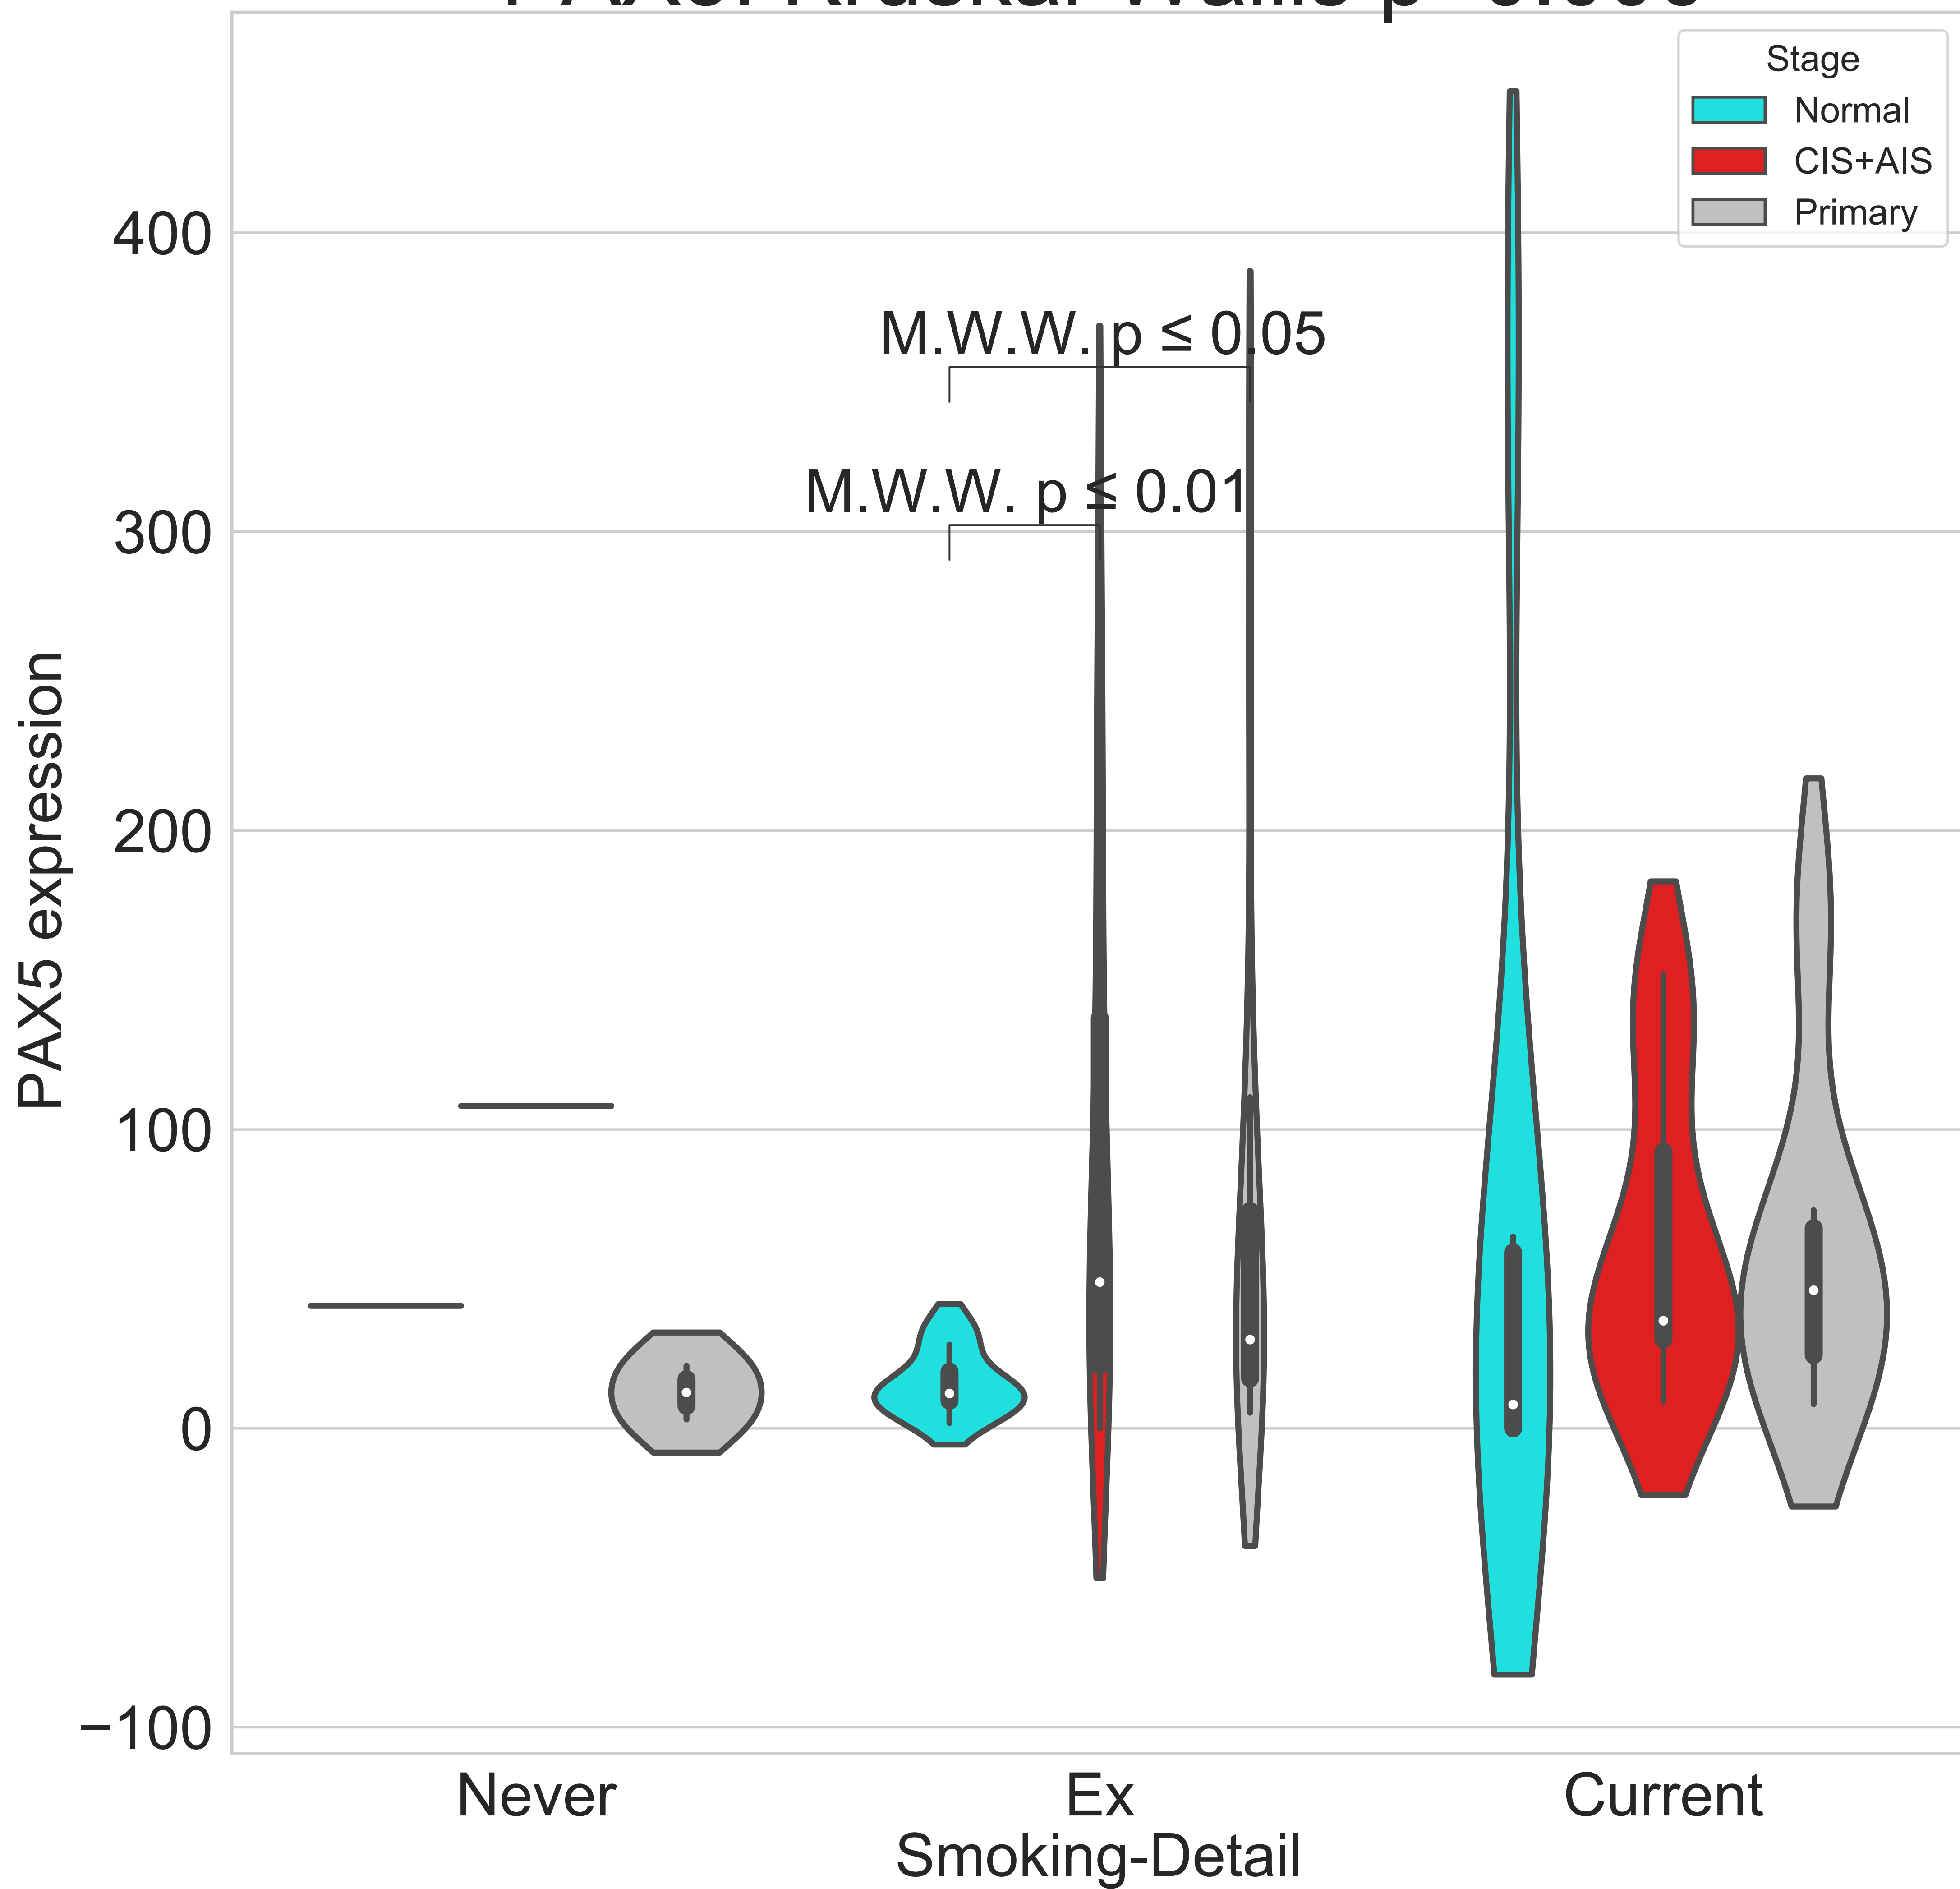 Stage
Normal
CIS+AIS
Primary
400
300
200
100
0
−100
PAX5 expression
M.W.W. p ≤ 0.05
M.W.W. p ≤ 0.01
Never
Ex
Current
Smoking-Detail